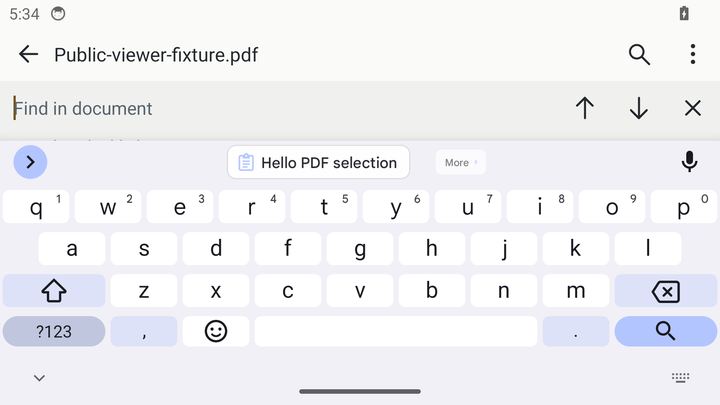 5:34
Public-viewer-fixture.pdf
Find in document
Hello PDF selection
More
q 1 w 2 e 3 r 4 t 5 y 6 u 7 i 8 o 9 p 0
a s d f g h j k l
z x c v b n m
?123 , .